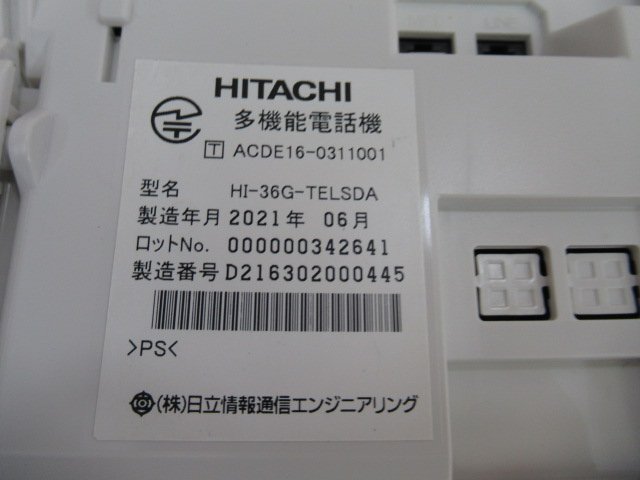 LINE
HITACHI
多機能電話機
T ACDE16-0311001
型名 HI-36G-TELSDA
製造年月 2021年 06月
ロットNo. 000000342641
製造番号 D216302000445
>PS<
(株)日立情報通信エンジニアリング